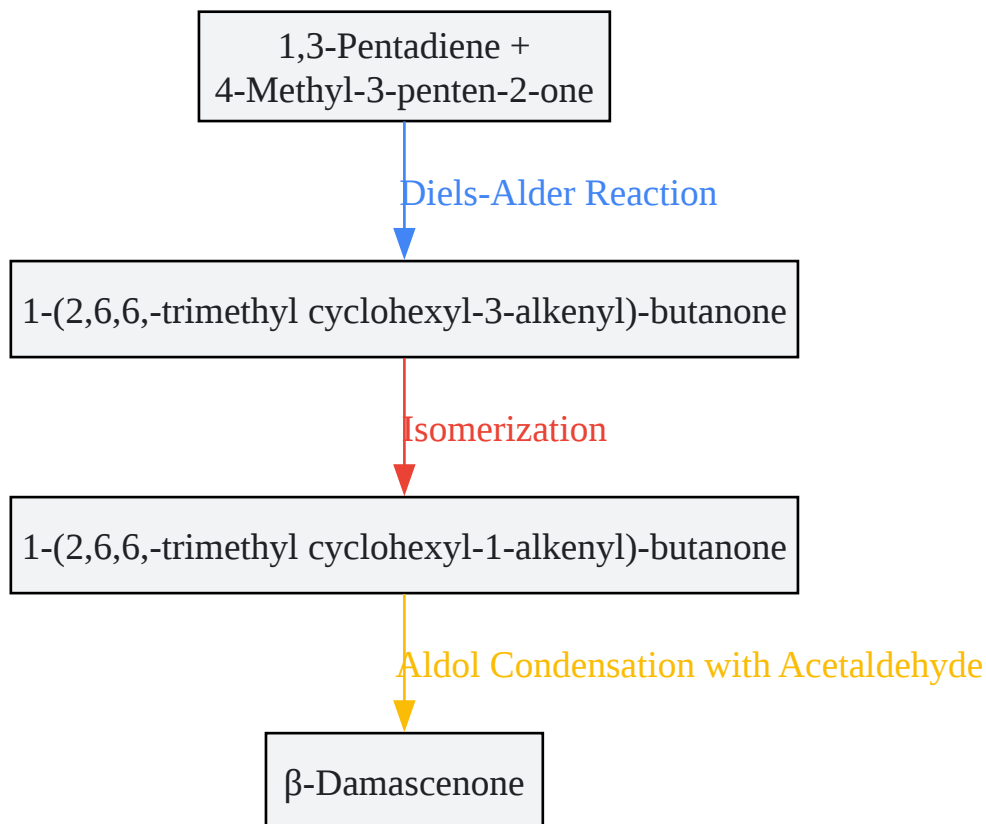 1,3-Pentadiene +
4-Methyl-3-penten-2-one
Diels-Alder Reaction
1-(2,6,6,-trimethyl cyclohexyl-3-alkenyl)-butanone
Isomerization
1-(2,6,6,-trimethyl cyclohexyl-1-alkenyl)-butanone
Aldol Condensation with Acetaldehyde
β-Damascenone